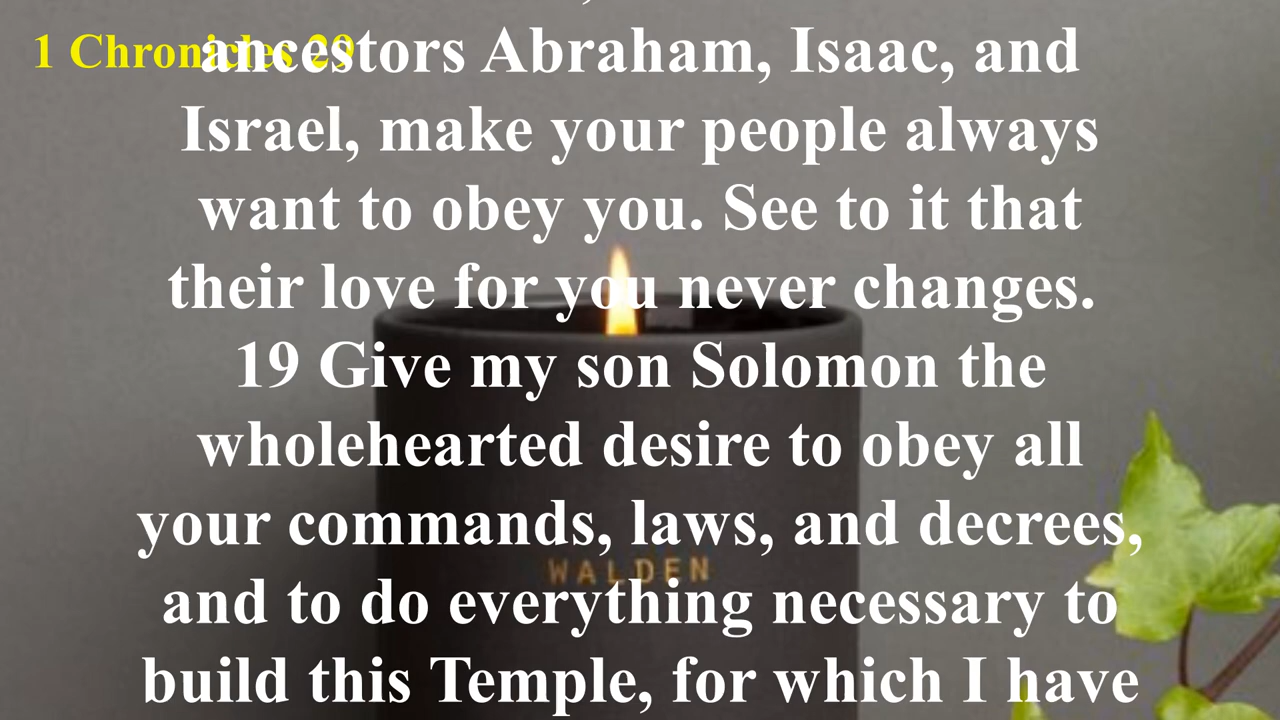 1 Chronicles 29
ancestors Abraham, Isaac, and
Israel, make your people always
want to obey you. See to it that
their love for you never changes.
19 Give my son Solomon the
wholehearted desire to obey all
your commands, laws, and decrees,
WALDEN
and to do everything necessary to
build this Temple, for which I have